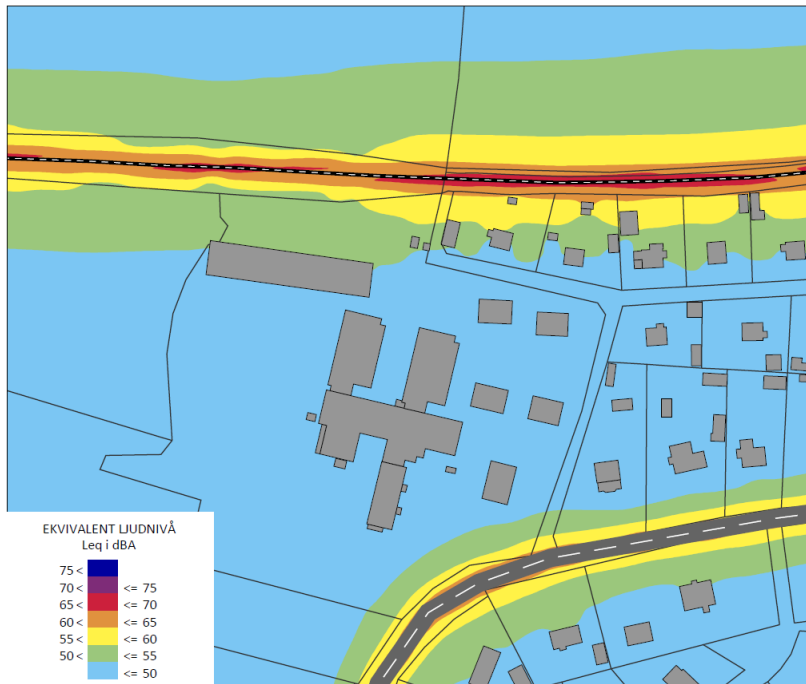 EKVIVALENT LJUDNIVÅ
Leq i dBA
75 <
70 < <= 75
65 < <= 70
60 < <= 65
55 < <= 60
50 < <= 55
<= 50